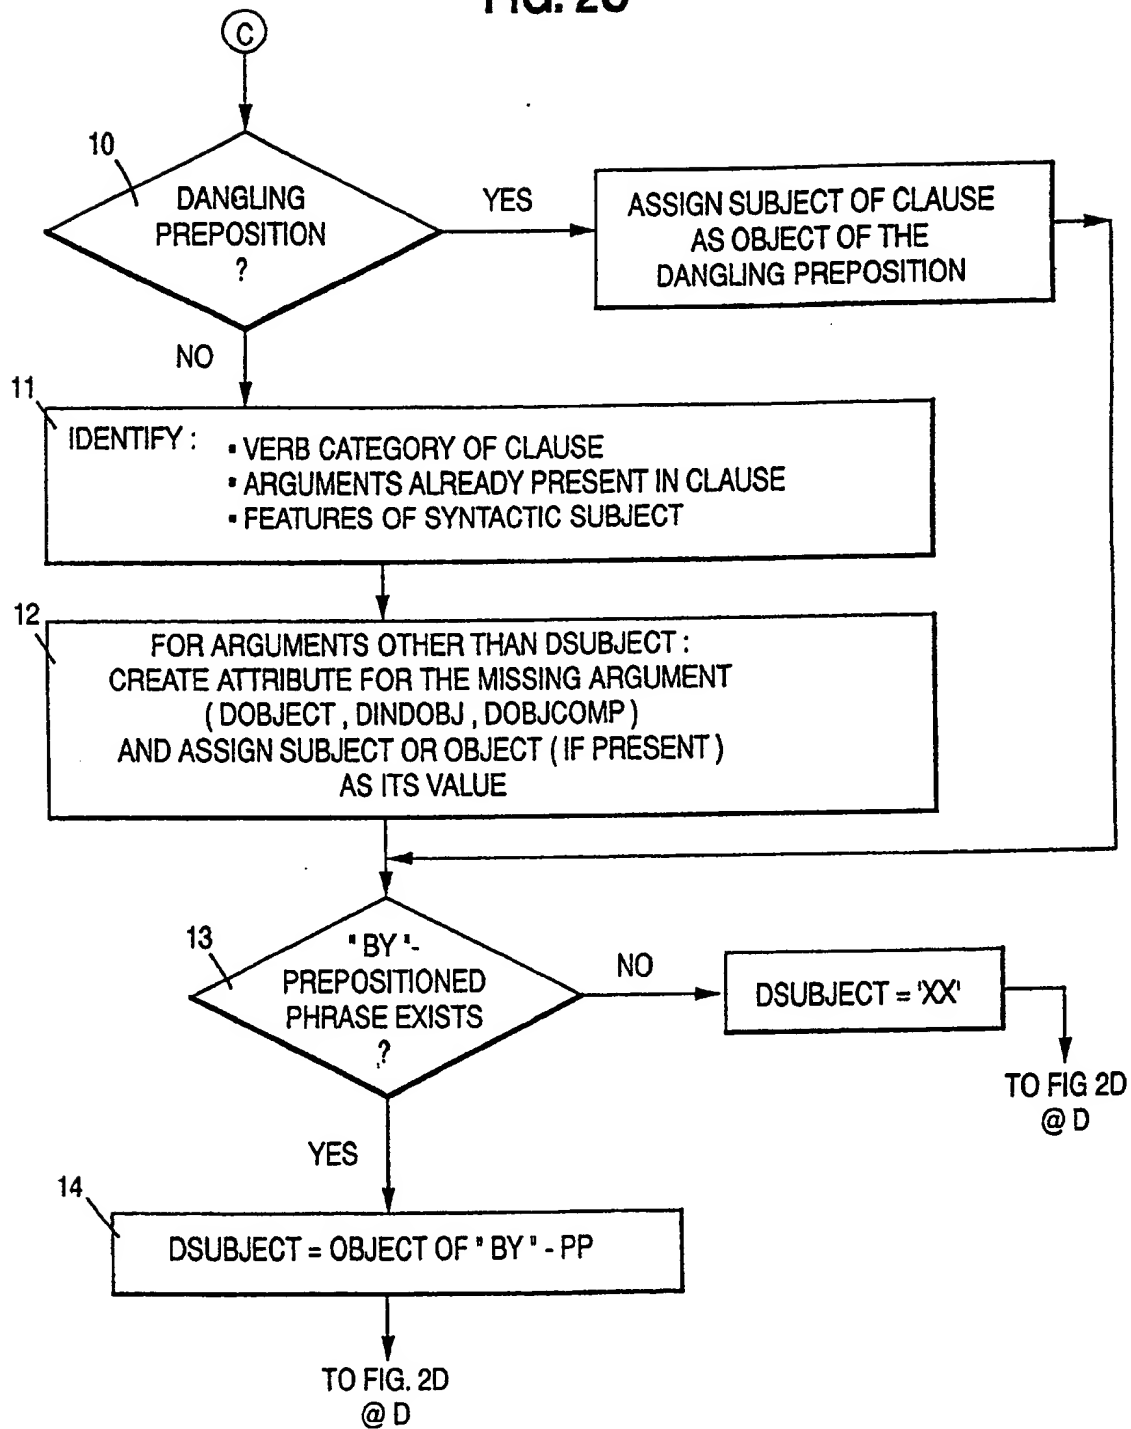 FIG. 2C
C
10
DANGLING
PREPOSITION
?
YES
ASSIGN SUBJECT OF CLAUSE
AS OBJECT OF THE
DANGLING PREPOSITION
NO
11
IDENTIFY :
▪ VERB CATEGORY OF CLAUSE
▪ ARGUMENTS ALREADY PRESENT IN CLAUSE
▪ FEATURES OF SYNTACTIC SUBJECT
12
FOR ARGUMENTS OTHER THAN DSUBJECT :
CREATE ATTRIBUTE FOR THE MISSING ARGUMENT
( DOBJECT , DINDOBJ , DOBJCOMP )
AND ASSIGN SUBJECT OR OBJECT ( IF PRESENT )
AS ITS VALUE
13
" BY "-
PREPOSITIONED
PHRASE EXISTS
?
NO
DSUBJECT = 'XX'
TO FIG 2D
@ D
YES
14
DSUBJECT = OBJECT OF " BY " - PP
TO FIG. 2D
@ D